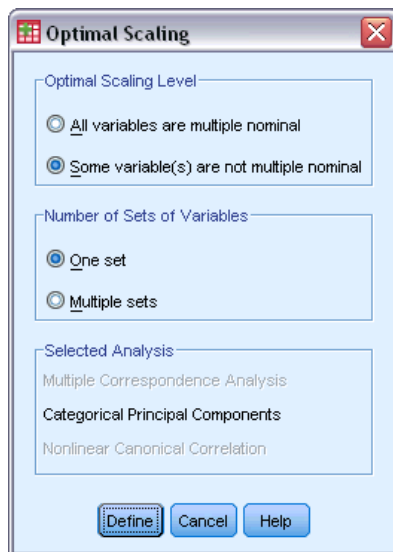 Optimal Scaling
Optimal Scaling Level
All variables are multiple nominal
Some variable(s) are not multiple nominal
Number of Sets of Variables
One set
Multiple sets
Selected Analysis
Multiple Correspondence Analysis
Categorical Principal Components
Nonlinear Canonical Correlation
Define Cancel Help